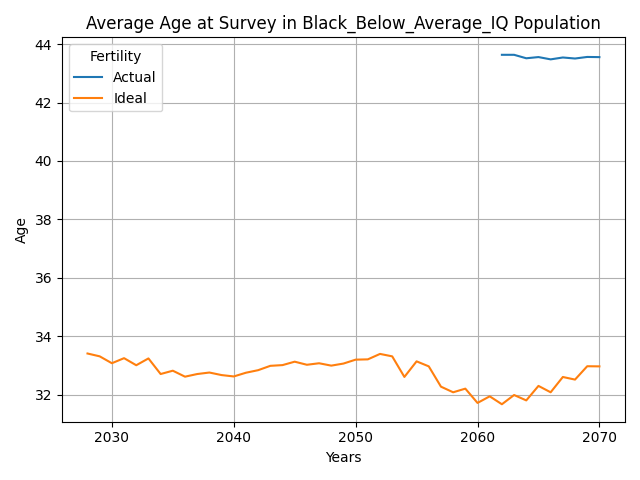 Average Age at Survey in Black_Below_Average_IQ Population
Fertility
Actual
Ideal
44
42
40
38
36
34
32
Age
2030 2040 2050 2060 2070
Years